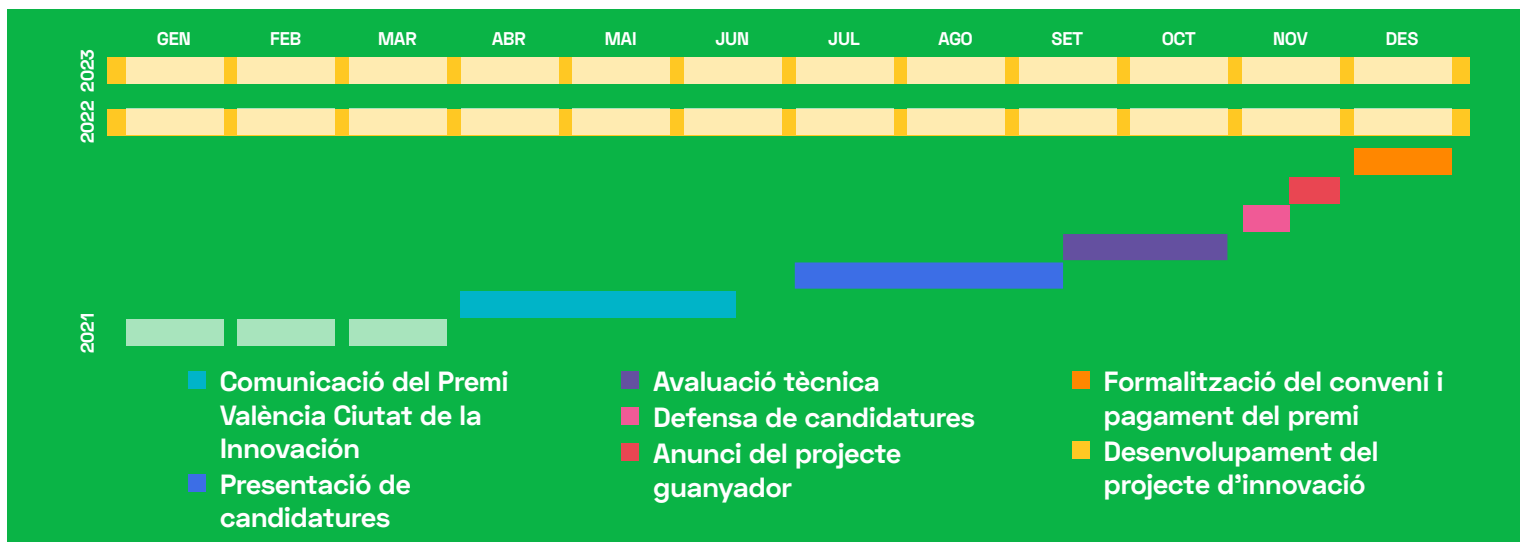 GEN FEB MAR ABR MAI JUN JUL AGO SET OCT NOV DES
2023
2022
2021
Comunicació del Premi
València Ciutat de la
Innovación
Presentació de
candidatures
Avaluació tècnica
Defensa de candidatures
Anunci del projecte
guanyador
Formalització del conveni i
pagament del premi
Desenvolupament del
projecte d’innovació